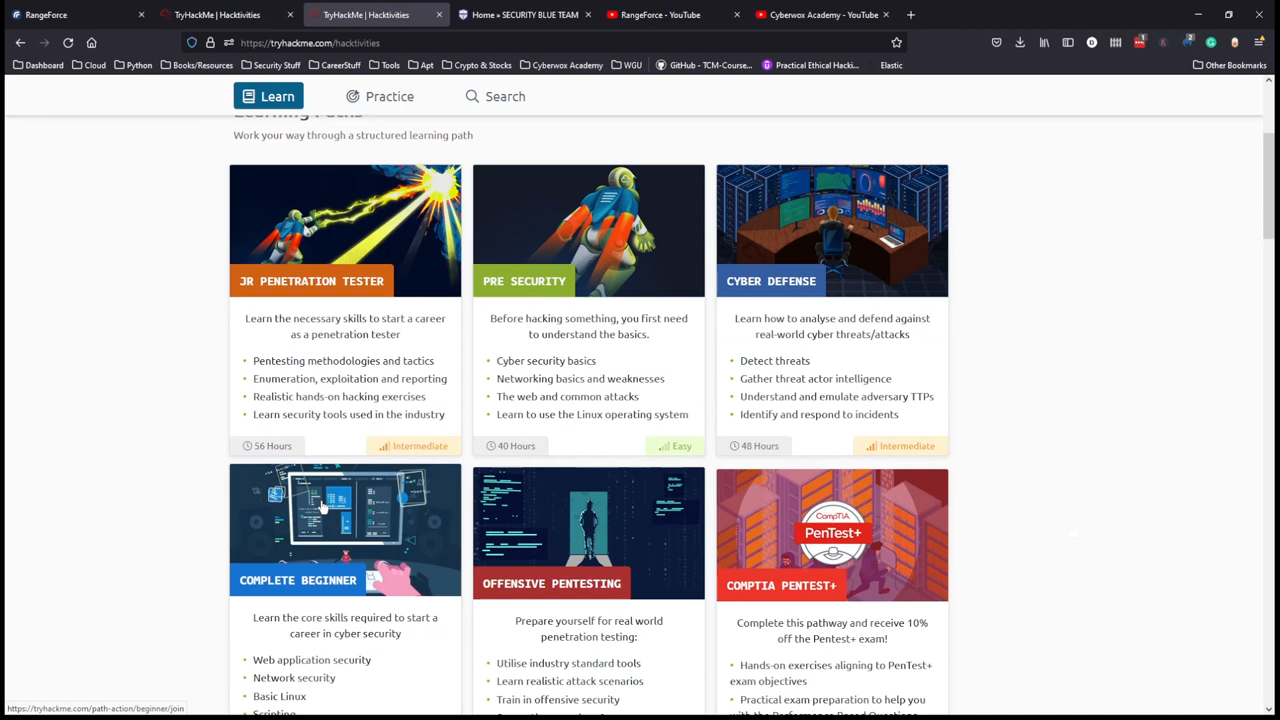 RangeForce
TryHackMe | Hacktivities
TryHackMe | Hacktivities
Home » SECURITY BLUE TEAM
RangeForce - YouTube
Cyberwox Academy - YouTube
https://tryhackme.com/hacktivities
1
2
Dashboard
Cloud
Python
Books/Resources
Security Stuff
CareerStuff
Tools
Apt
Crypto & Stocks
Cyberwox Academy
WGU
GitHub - TCM-Course...
Practical Ethical Hacki...
Elastic
Other Bookmarks
Learn
Practice
Search
Learning Paths
Work your way through a structured learning path
JR PENETRATION TESTER
Learn the necessary skills to start a career
as a penetration tester
Pentesting methodologies and tactics
Enumeration, exploitation and reporting
Realistic hands-on hacking exercises
Learn security tools used in the industry
56 Hours
Intermediate
PRE SECURITY
Before hacking something, you first need
to understand the basics.
Cyber security basics
Networking basics and weaknesses
The web and common attacks
Learn to use the Linux operating system
40 Hours
Easy
CYBER DEFENSE
Learn how to analyse and defend against
real-world cyber threats/attacks
Detect threats
Gather threat actor intelligence
Understand and emulate adversary TTPs
Identify and respond to incidents
48 Hours
Intermediate
COMPLETE BEGINNER
Learn the core skills required to start a
career in cyber security
Web application security
Network security
Basic Linux
Scripting
OFFENSIVE PENTESTING
Prepare yourself for real world
penetration testing:
Utilise industry standard tools
Learn realistic attack scenarios
Train in offensive security
CompTIA
PenTest+
COMPTIA PENTEST+
Complete this pathway and receive 10%
off the Pentest+ exam!
Hands-on exercises aligning to PenTest+
exam objectives
Practical exam preparation to help you
with the Performance Based Questions
https://tryhackme.com/path-action/beginner/join